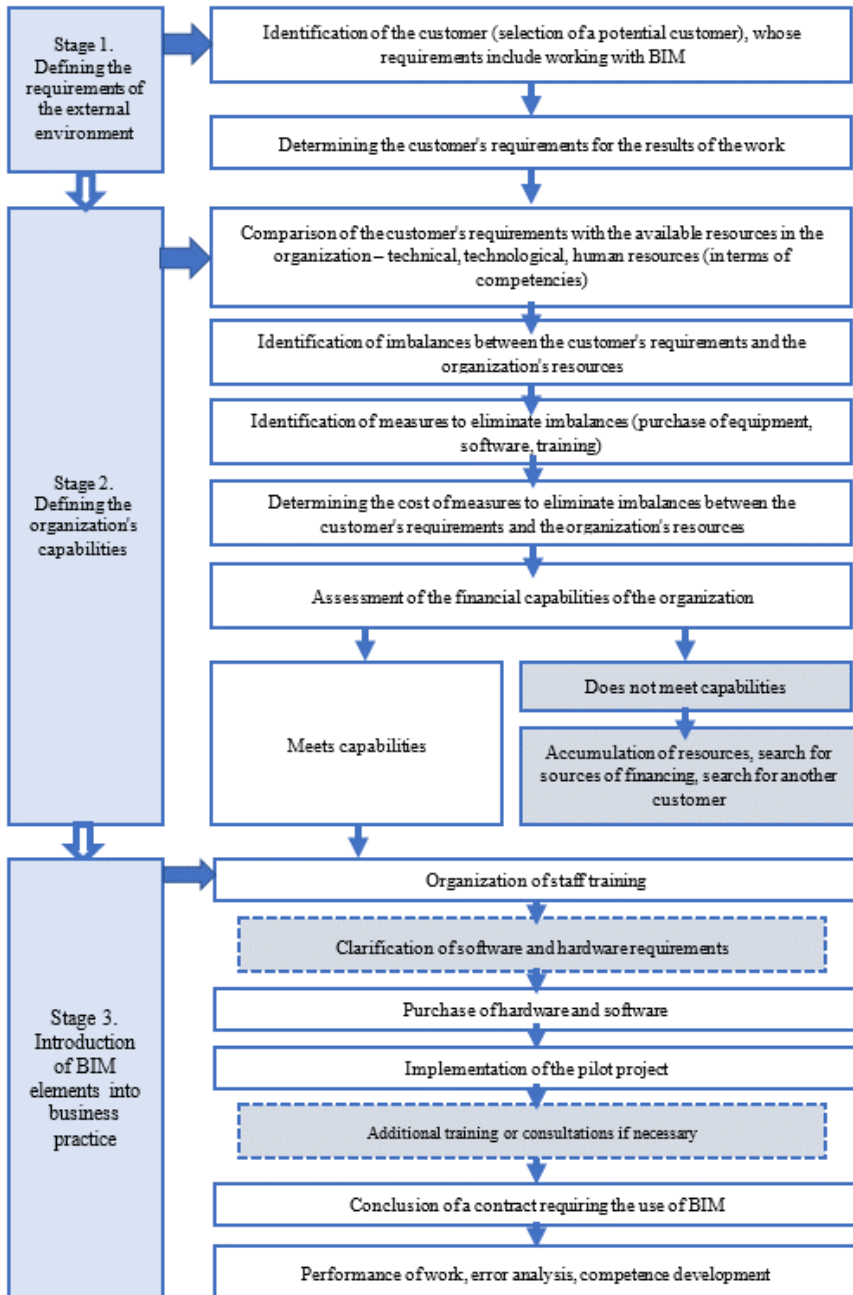 Stage 1.
Defining the
requirements of
the external
environment
Identification of the customer (selection of a potential customer), whose
requirements include working with BIM
Determining the customer's requirements for the results of the work
Stage 2.
Defining the
organization's
capabilities
Comparison of the customer's requirements with the available resources in the
organization – technical, technological, human resources (in terms of
competencies)
Identification of imbalances between the customer's requirements and the
organization's resources
Identification of measures to eliminate imbalances (purchase of equipment,
software, training)
Determining the cost of measures to eliminate imbalances between the
customer's requirements and the organization's resources
Assessment of the financial capabilities of the organization
Meets capabilities
Does not meet capabilities
Accumulation of resources, search for
sources of financing, search for another
customer
Stage 3.
Introduction
of BIM
elements into
business
practice
Organization of staff training
Clarification of software and hardware requirements
Purchase of hardware and software
Implementation of the pilot project
Additional training or consultations if necessary
Conclusion of a contract requiring the use of BIM
Performance of work, error analysis, competence development